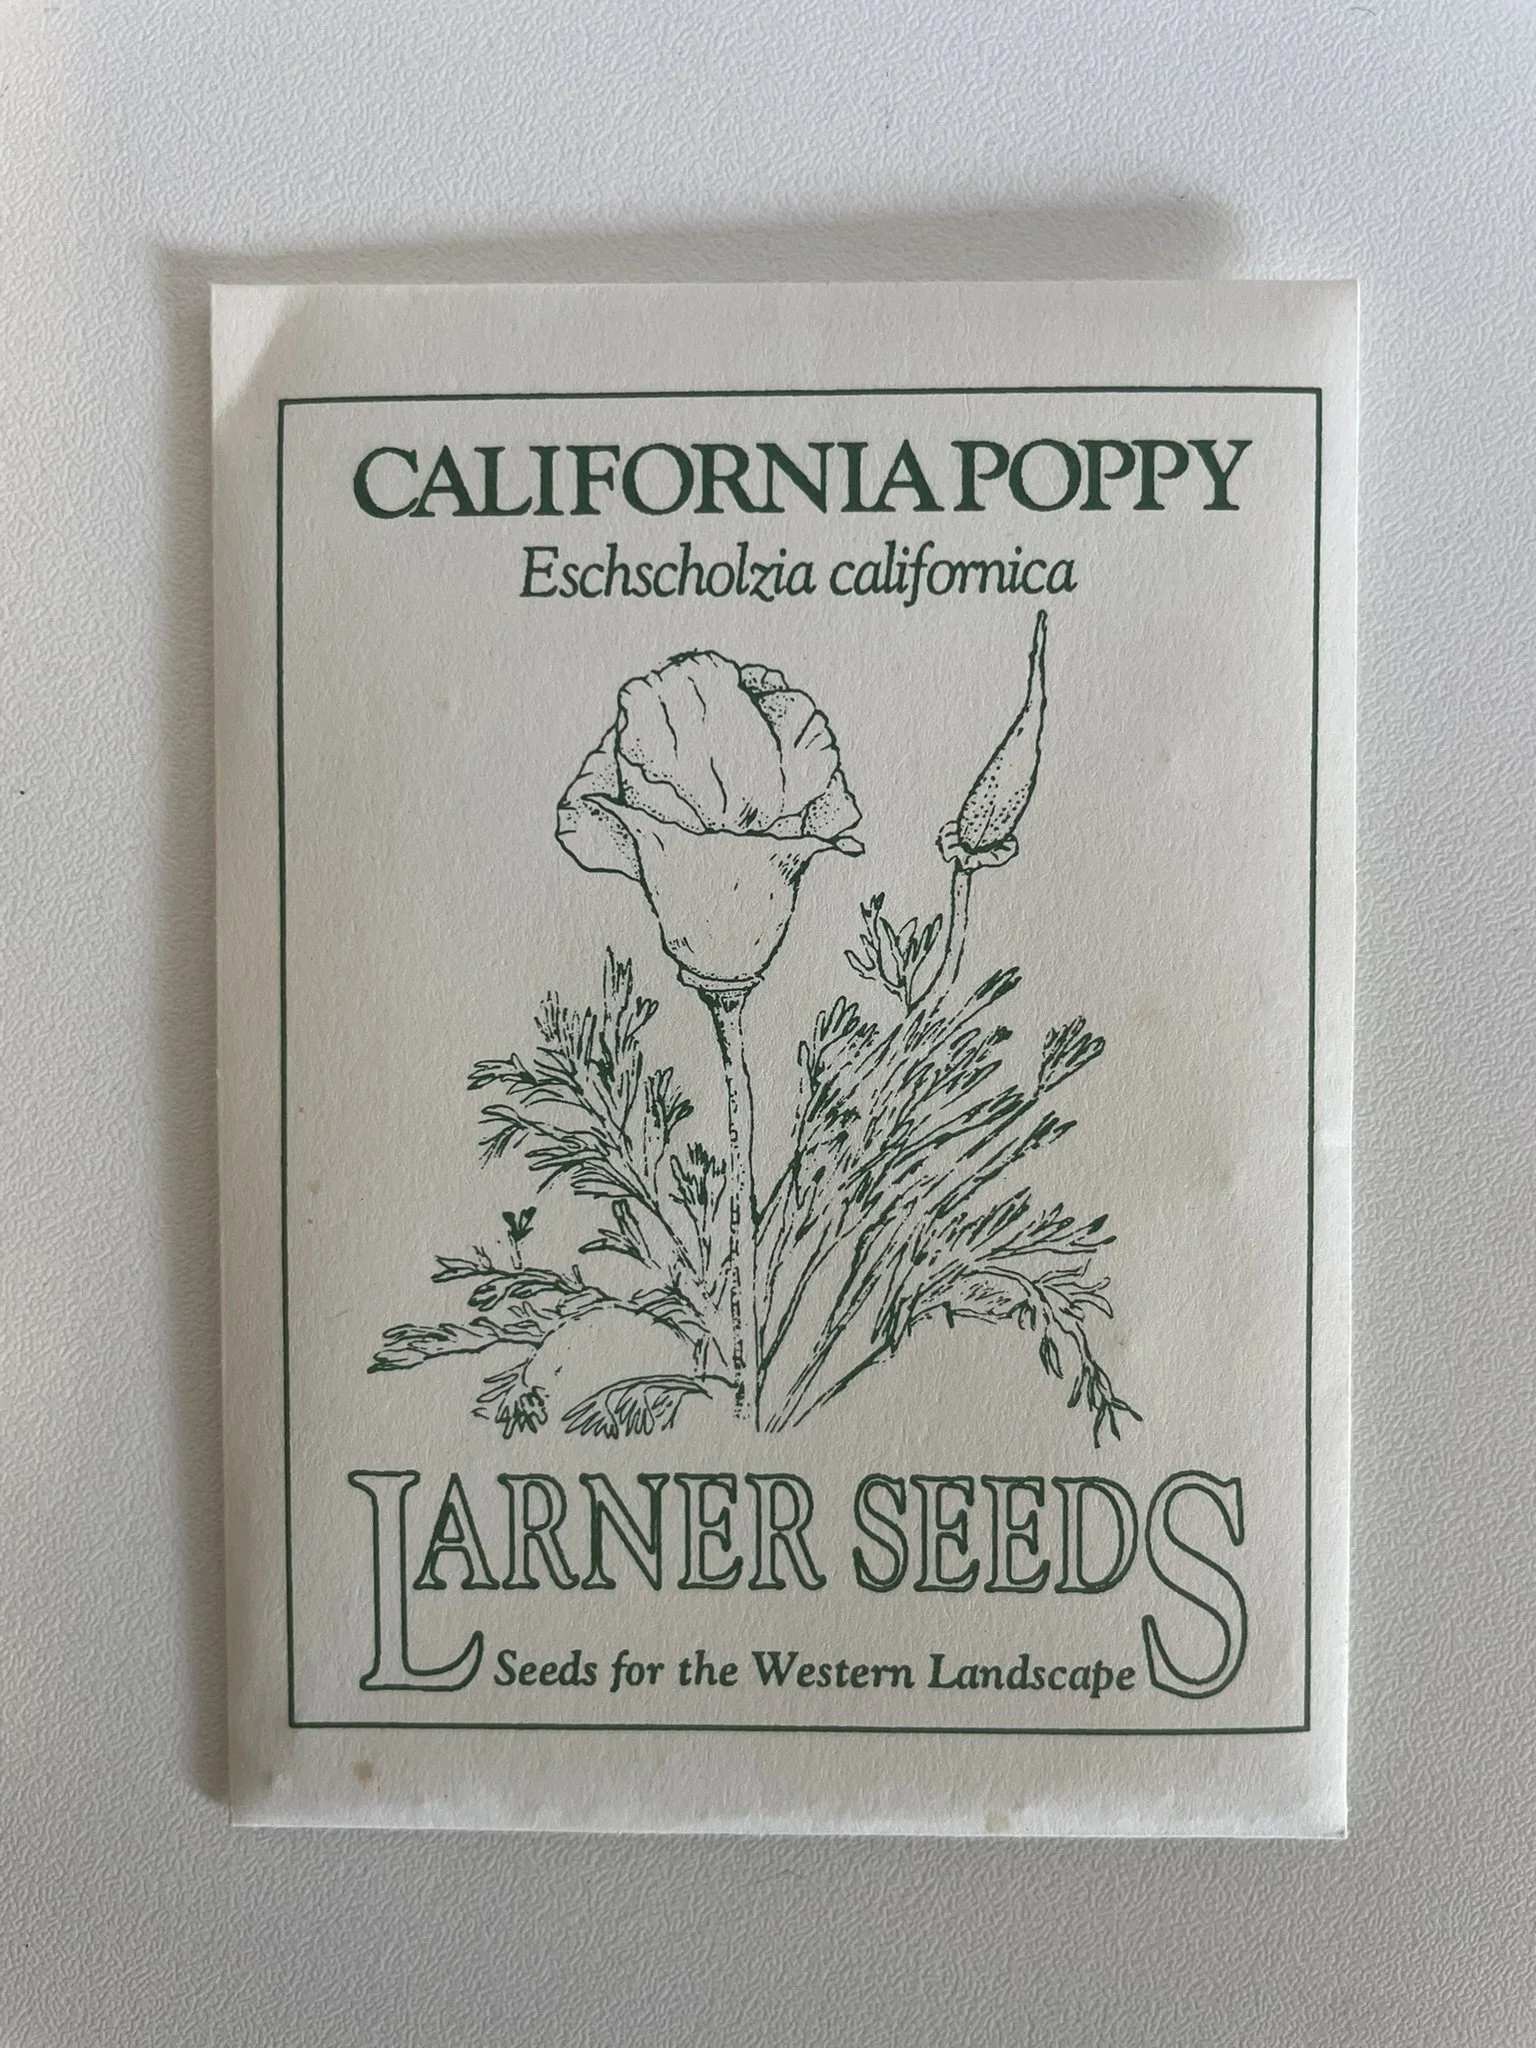 CALIFORNIA POPPY
Eschscholzia californica
LARNER SEEDS
Seeds for the Western Landscape